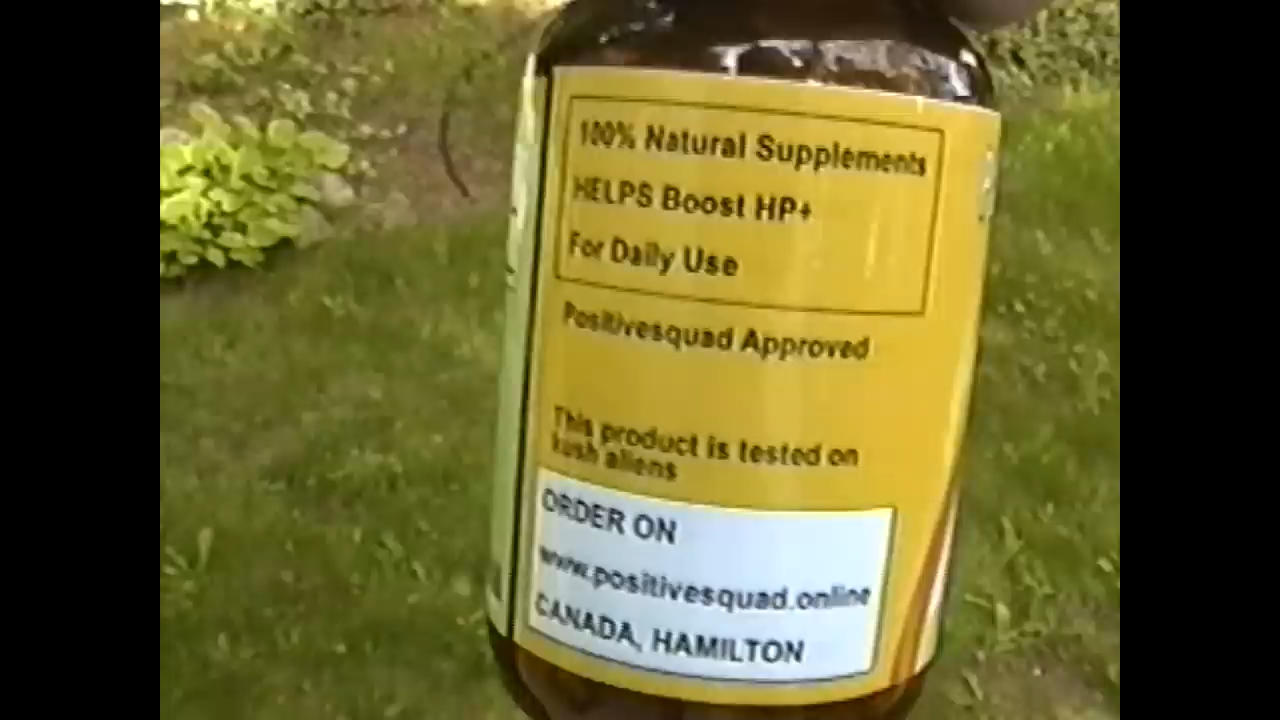 100% Natural Supplements
HELPS Boost HP+
For Daily Use
Positivesquad Approved
This product is tested on
kush aliens
ORDER ON
www.positivesquad.online
CANADA, HAMILTON